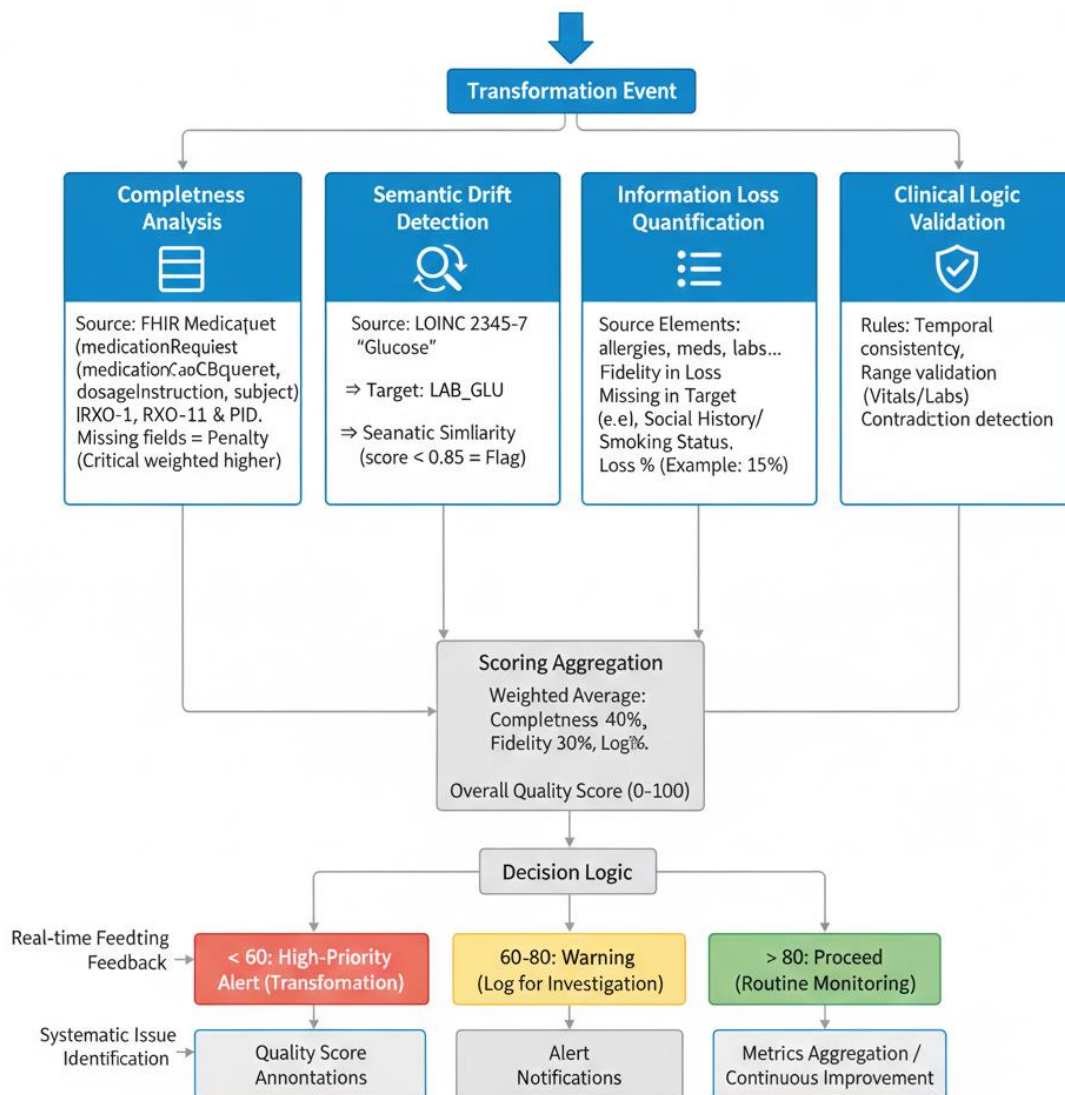 Transformation Event
Completness
Analysis
Source: FHIR
(medicationRequiest
dosageInstruction, subject)
IRXO-1, RXO-11 & PID.
Missing fields = Penalty
(Critical weighted higher)
Semantic Drift
Detection
Source: LOINC 2345-7
“Glucose”
⇒ Target: LAB_GLU
⇒ Seanatic Simliarity
(score < 0.85 = Flag)
Information Loss
Quantification
Source Elements:
allergies, meds, labs...
Fidelity in Loss
Missing in Target
(e.e), Social History/
Smoking Status.
Loss % (Example: 15%)
Clinical Logic
Validation
Rules: Temporal
consistentcy,
Range validation
(Vitals/Labs)
Contradiction detection
Scoring Aggregation
Weighted Average:
Completness 40%,
Fidelity 30%,
Overall Quality Score (0-100)
Decision Logic
Real-time Feedting
Feedback
< 60: High-Priority
Alert (Transfomation)
60-80: Warning
(Log for Investigation)
> 80: Proceed
(Routine Monitoring)
Systematic Issue
Identification
Quality Score
Annontations
Alert
Notifications
Metrics Aggregation /
Continuous Improvement